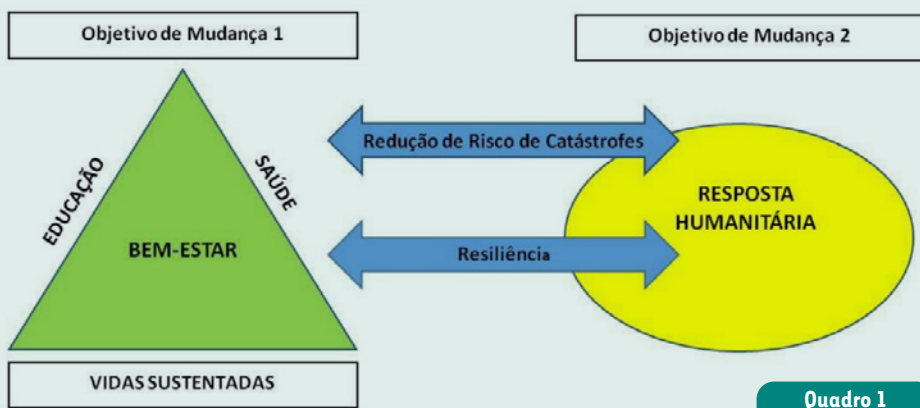 Objetivo de Mudança 1
Objetivo de Mudança 2
EDUCAÇÃO
SAÚDE
BEM-ESTAR
Redução de Risco de Catástrofes
Resiliência
RESPOSTA
HUMANITÁRIA
VIDAS SUSTENTADAS
Quadro 1